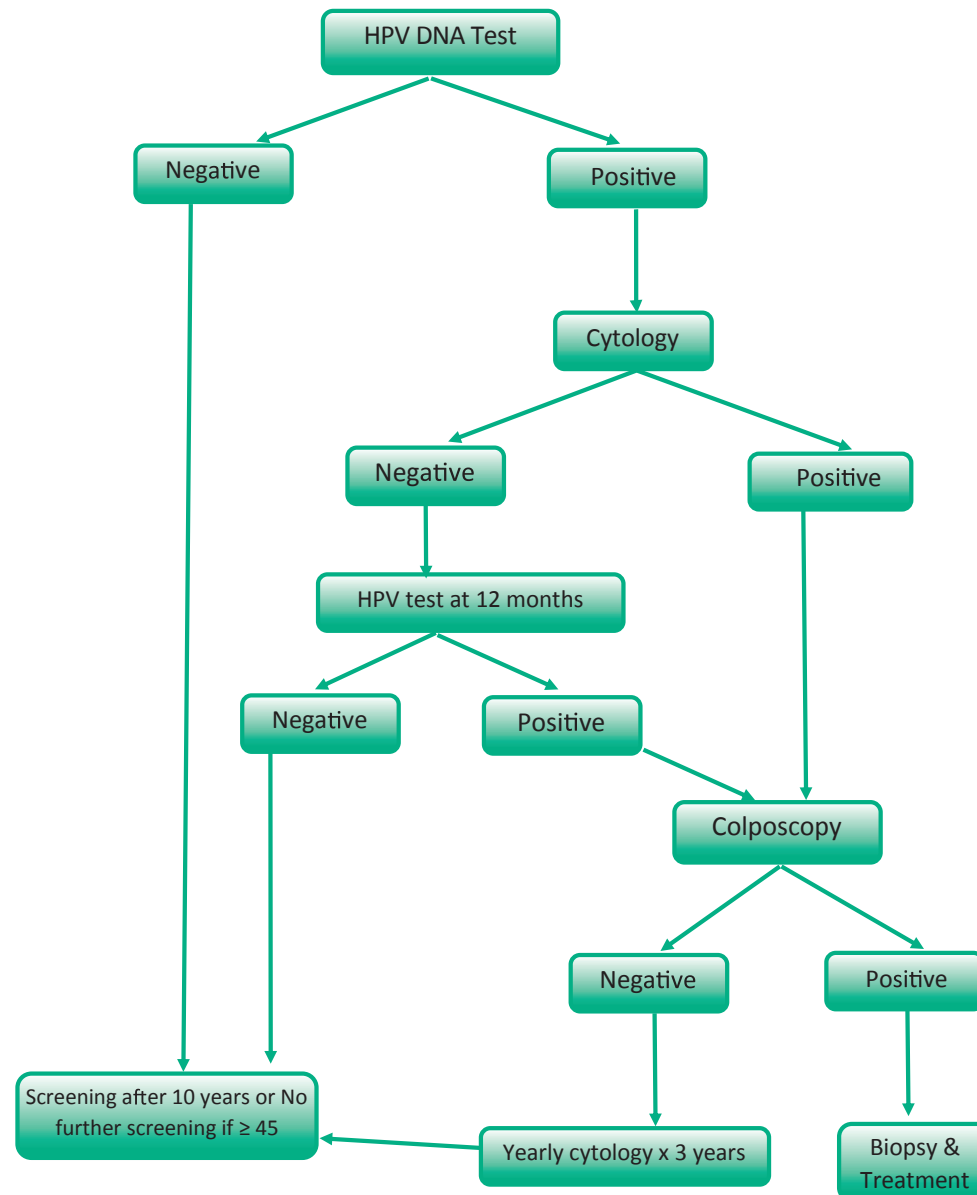 HPV DNA Test
Negative
Positive
Cytology
Negative
Positive
HPV test at 12 months
Negative
Positive
Colposcopy
Negative
Positive
Screening after 10 years or No
further screening if ≥ 45
Yearly cytology x 3 years
Biopsy &
Treatment